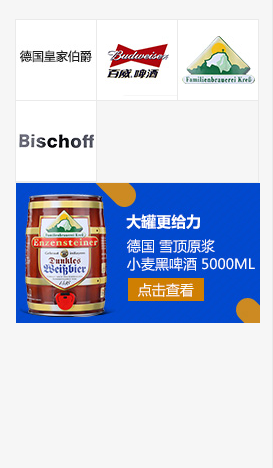 德国皇家伯爵
Budweiser
百威.啤酒
Familienbrauerei Kreß
Bischoff
大罐更给力
德国 雪顶原浆
小麦黑啤酒 5000ML
点击查看
Enzensteiner
Dunkles
Weißbier